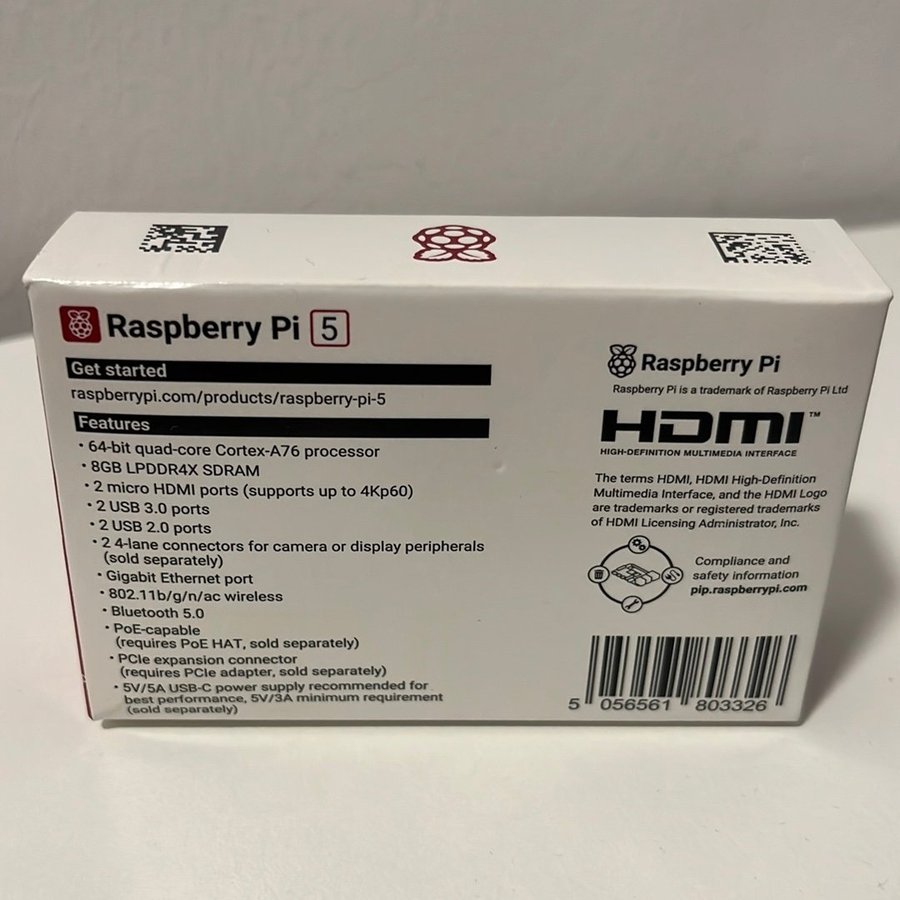 Raspberry Pi 5
Get started
raspberrypi.com/products/raspberry-pi-5
Features
• 64-bit quad-core Cortex-A76 processor
• 8GB LPDDR4X SDRAM
• 2 micro HDMI ports (supports up to 4Kp60)
• 2 USB 3.0 ports
• 2 USB 2.0 ports
• 2 4-lane connectors for camera or display peripherals
(sold separately)
• Gigabit Ethernet port
• 802.11b/g/n/ac wireless
• Bluetooth 5.0
• PoE-capable
(requires PoE HAT, sold separately)
• PCIe expansion connector
(requires PCIe adapter, sold separately)
• 5V/5A USB-C power supply recommended for
best performance, 5V/3A minimum requirement
(sold separately)
Raspberry Pi
Raspberry Pi is a trademark of Raspberry Pi Ltd
HDMI™
HIGH-DEFINITION MULTIMEDIA INTERFACE
The terms HDMI, HDMI High-Definition
Multimedia Interface, and the HDMI Logo
are trademarks or registered trademarks
of HDMI Licensing Administrator, Inc.
Compliance and
safety information
pip.raspberrypi.com
5 056561 803326